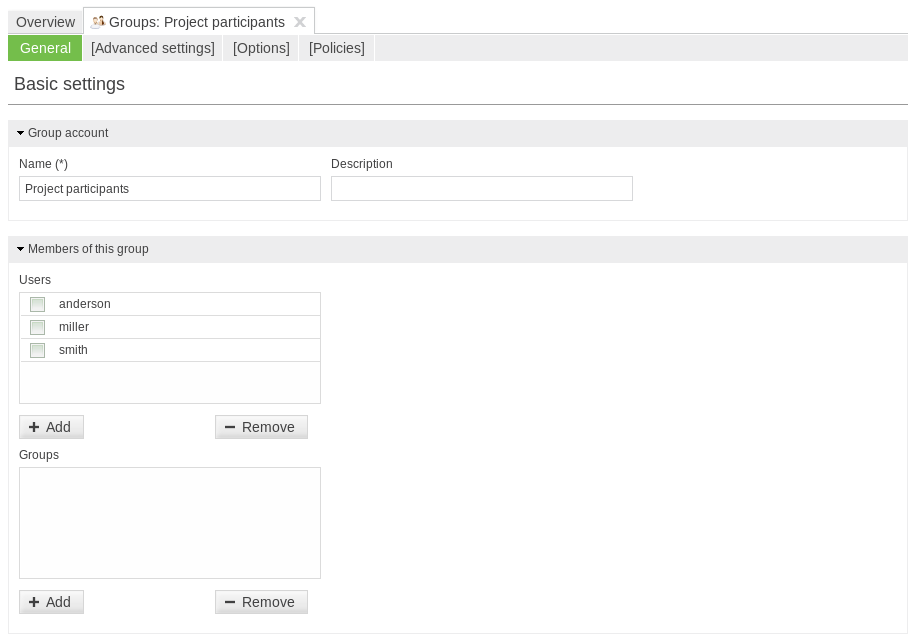 Overview Groups: Project participants
General [Advanced settings] [Options] [Policies]
Basic settings
Group account
Name (*) Description
Project participants
Members of this group
Users
anderson
miller
smith
Add Remove
Groups
Add Remove